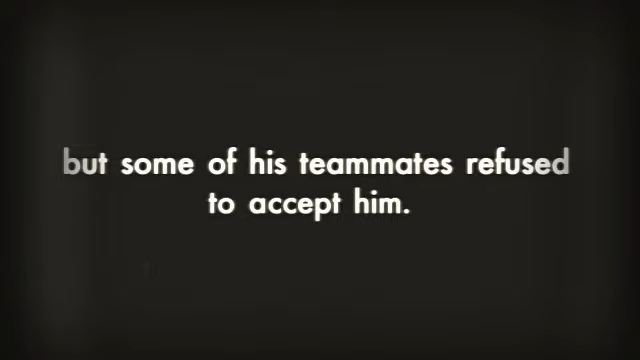 but some of his teammates refused
to accept him.